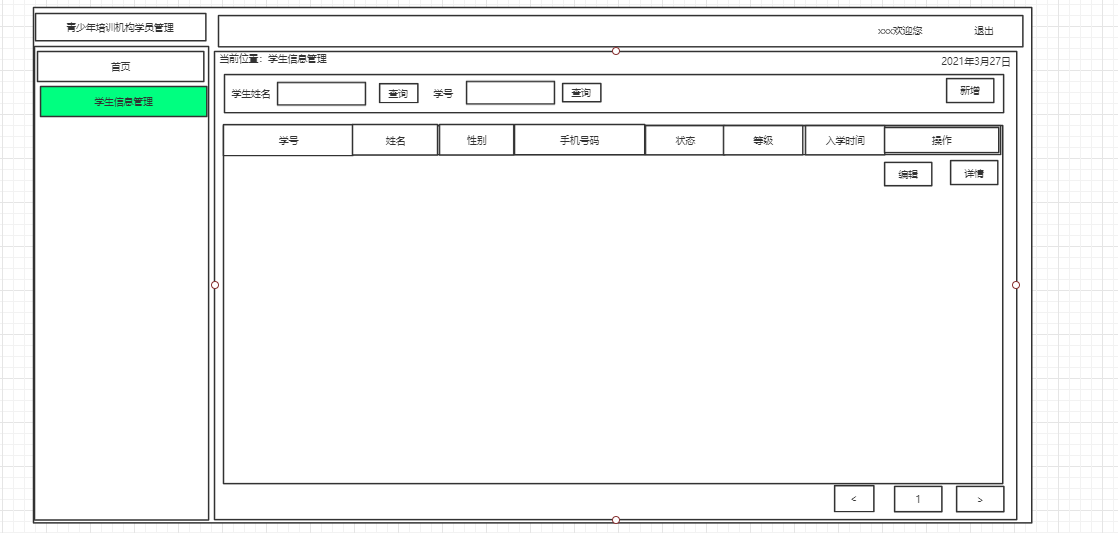 青少年培训机构学员管理
xxx欢迎您 退出
首页
学生信息管理
当前位置：学生信息管理
2021年3月27日
学生姓名 查询 学号 查询 新增
学号 姓名 性别 手机号码 状态 等级 入学时间 操作
编辑 详情
< 1 >